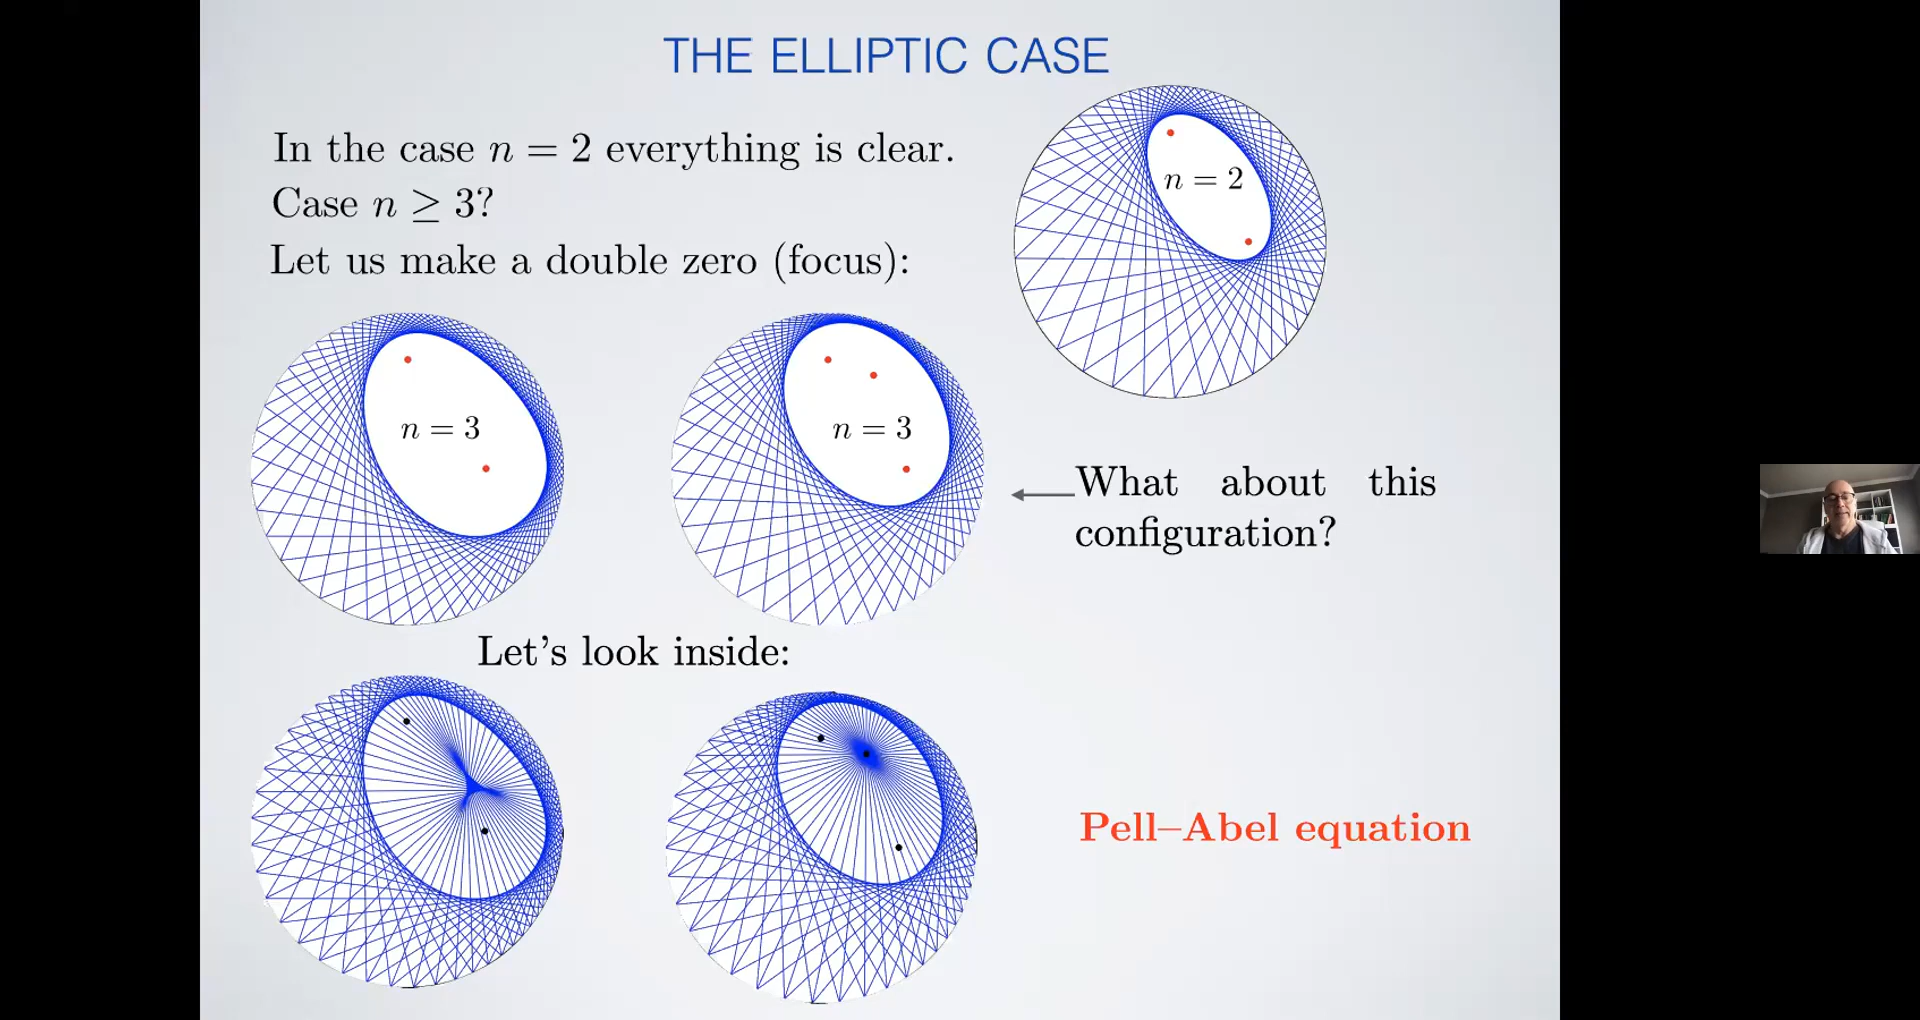 THE ELLIPTIC CASE
In the case n = 2 everything is clear.
Case n ≥ 3?
Let us make a double zero (focus):
n = 2
n = 3
n = 3
What about this
configuration?
Let's look inside:
Pell–Abel equation